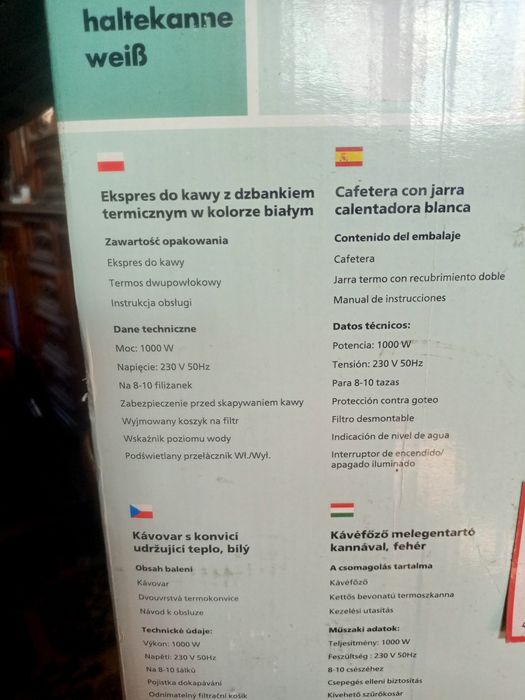 haltekanne
weiß
Ekspres do kawy z dzbankiem
termicznym w kolorze białym
Zawartość opakowania
Ekspres do kawy
Termos dwupowłokowy
Instrukcja obsługi
Dane techniczne
Moc: 1000 W
Napięcie: 230 V 50Hz
Na 8-10 filiżanek
Zabezpieczenie przed skapywaniem kawy
Wyjmowany koszyk na filtr
Wskaźnik poziomu wody
Podświetlany przełącznik Wł./Wył.
Cafetera con jarra
calentadora blanca
Contenido del embalaje
Cafetera
Jarra termo con recubrimiento doble
Manual de instrucciones
Datos técnicos:
Potencia: 1000 W
Tensión: 230 V 50Hz
Para 8-10 tazas
Protección contra goteo
Filtro desmontable
Indicación de nivel de agua
Interruptor de encendido/
apagado iluminado
Kávovar s konvicí
udržující teplo, bílý
Obsah balení
Kávovar
Dvouvrstvá termokonvice
Návod k obsluze
Technické údaje:
Výkon: 1000 W
Napětí: 230 V 50Hz
Na 8-10 šálků
Pojistka dokapávání
Odnímatelný filtrační košík
Kávéfőző melegentartó
kannával, fehér
A csomagolás tartalma
Kávéfőző
Kettős bevonatú termoszkanna
Kezelési utasítás
Műszaki adatok:
Teljesítmény: 1000 W
Feszültség : 230 V 50Hz
8-10 csészéhez
Csepegés elleni biztosítás
Kivehető szűrőkosár